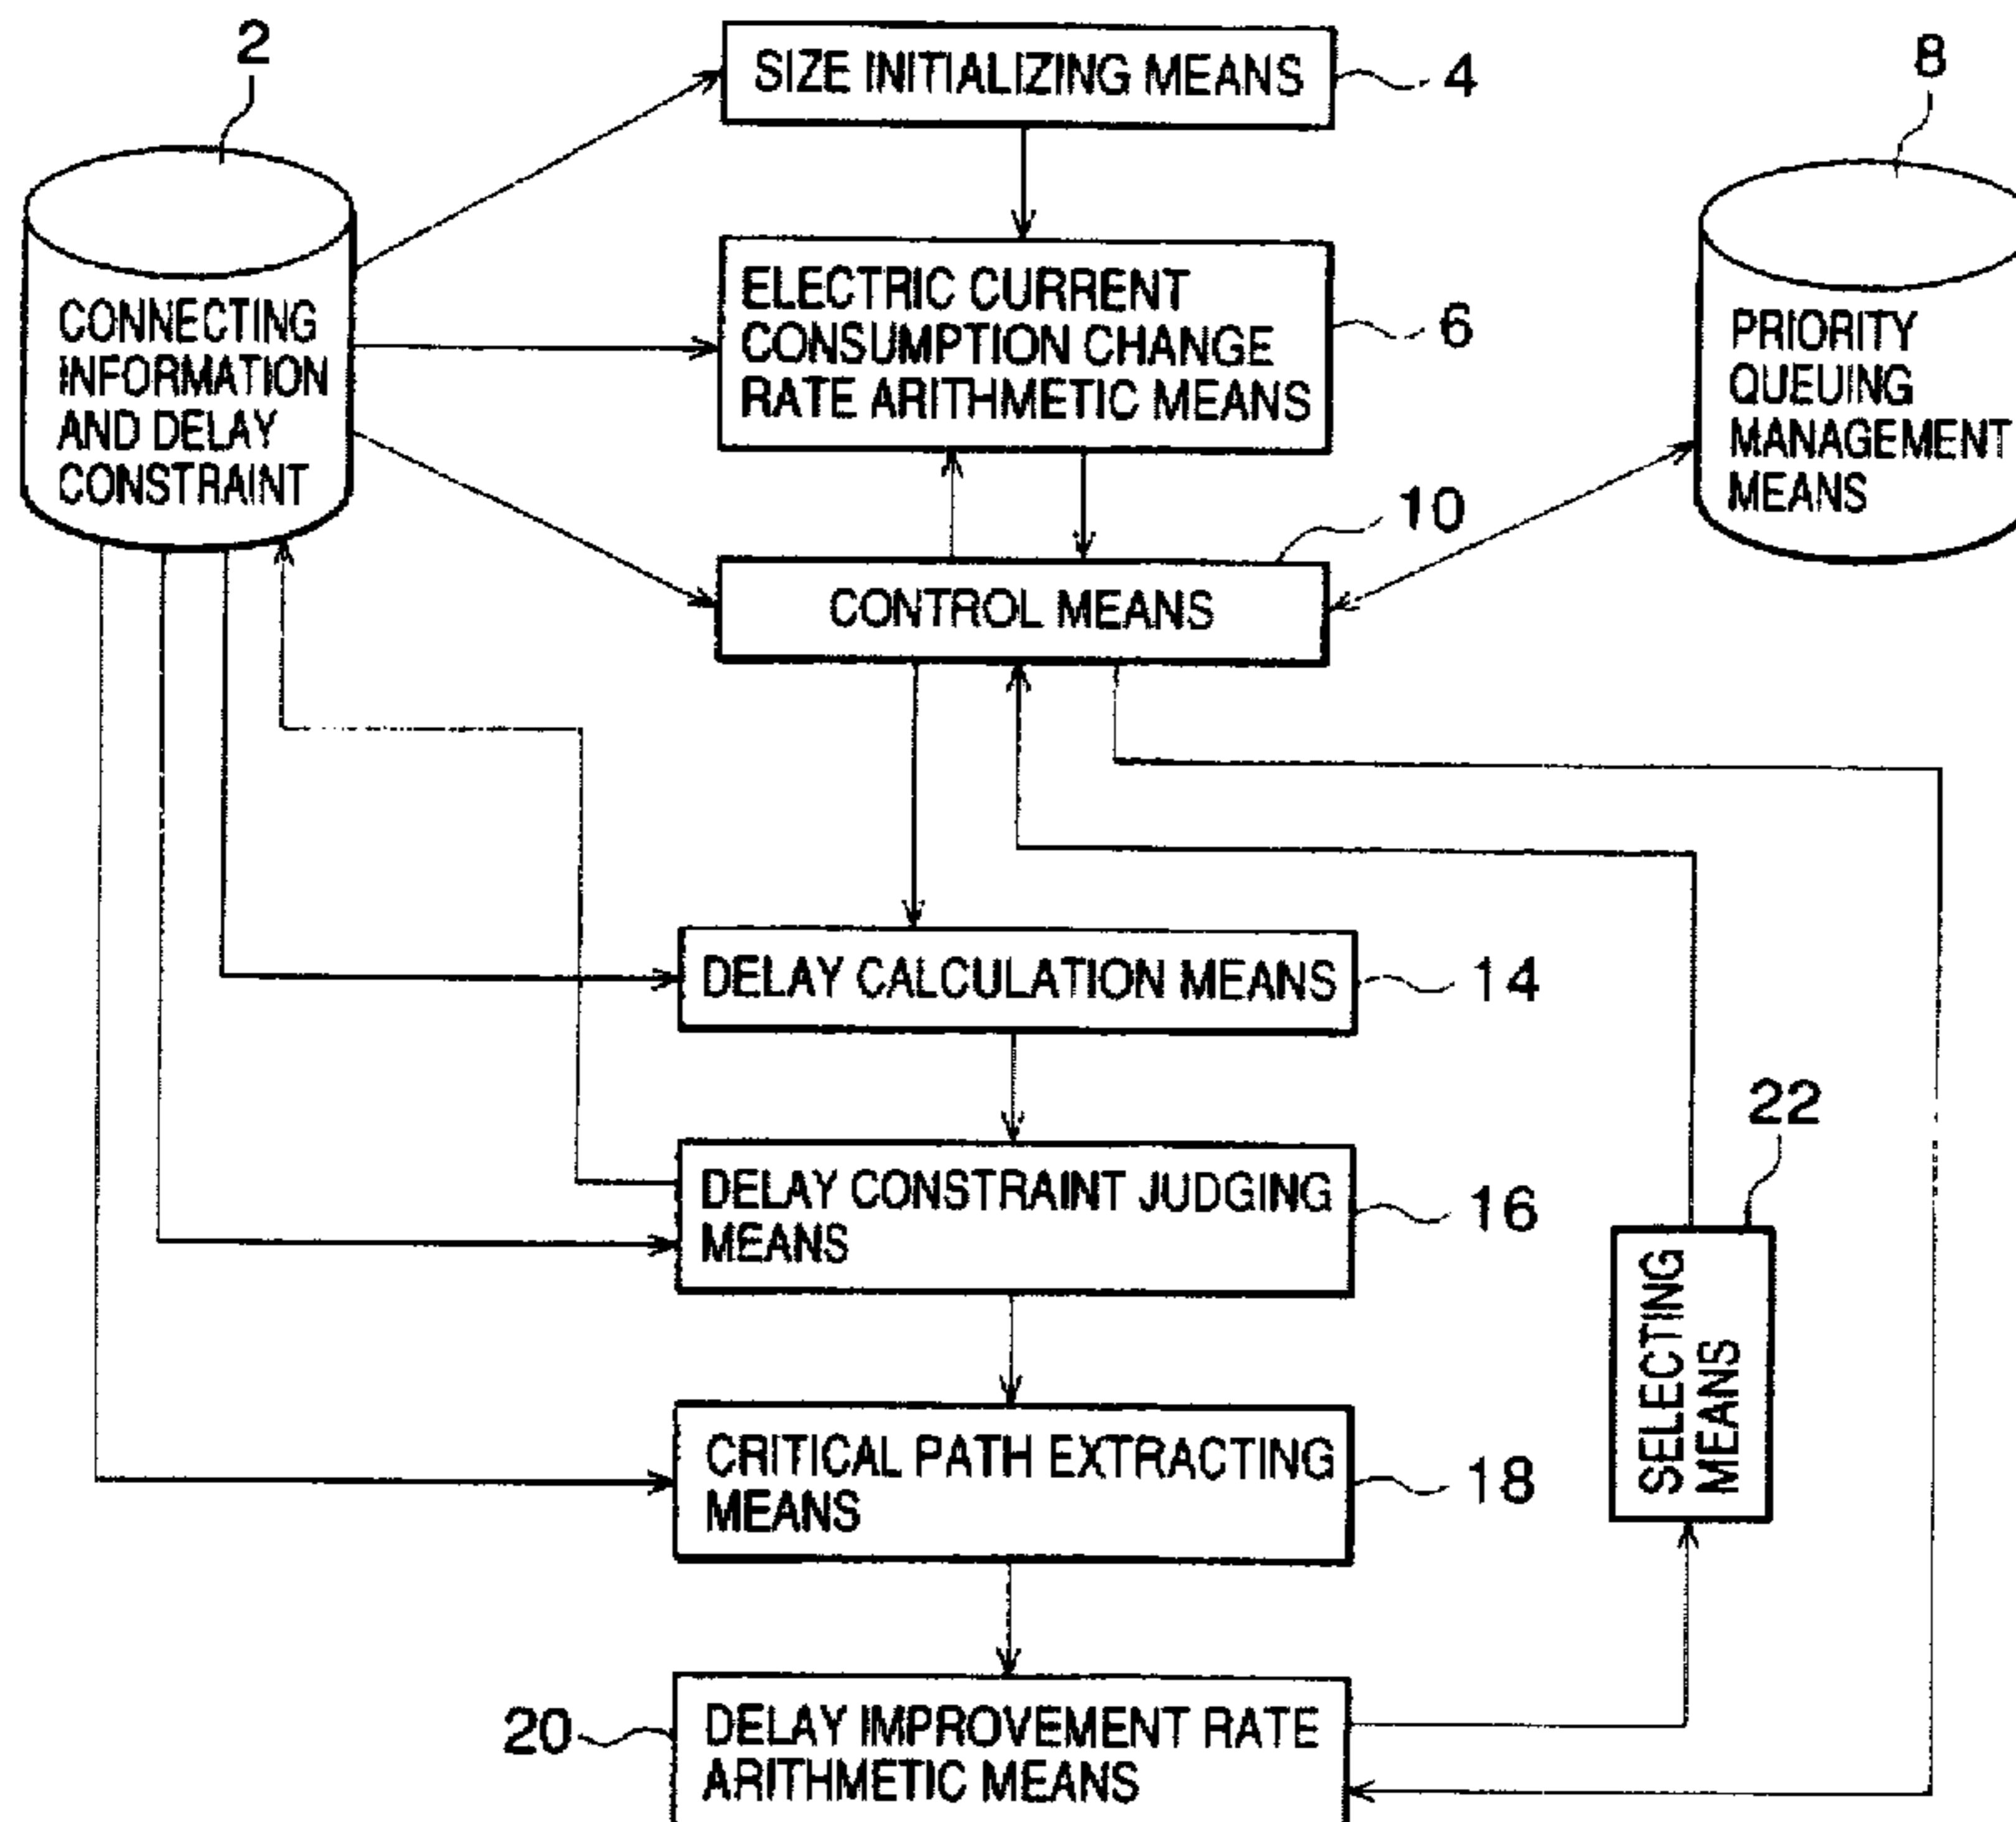 2
SIZE INITIALIZING MEANS
4
8
CONNECTING
INFORMATION
AND DELAY
CONSTRAINT
ELECTRIC CURRENT
CONSUMPTION CHANGE
RATE ARITHMETIC MEANS
6
PRIORITY
QUEUING
MANAGEMENT
MEANS
10
CONTROL MEANS
DELAY CALCULATION MEANS
14
DELAY CONSTRAINT JUDGING
MEANS
16
22
SELECTING
MEANS
CRITICAL PATH EXTRACTING
MEANS
18
20
DELAY IMPROVEMENT RATE
ARITHMETIC MEANS